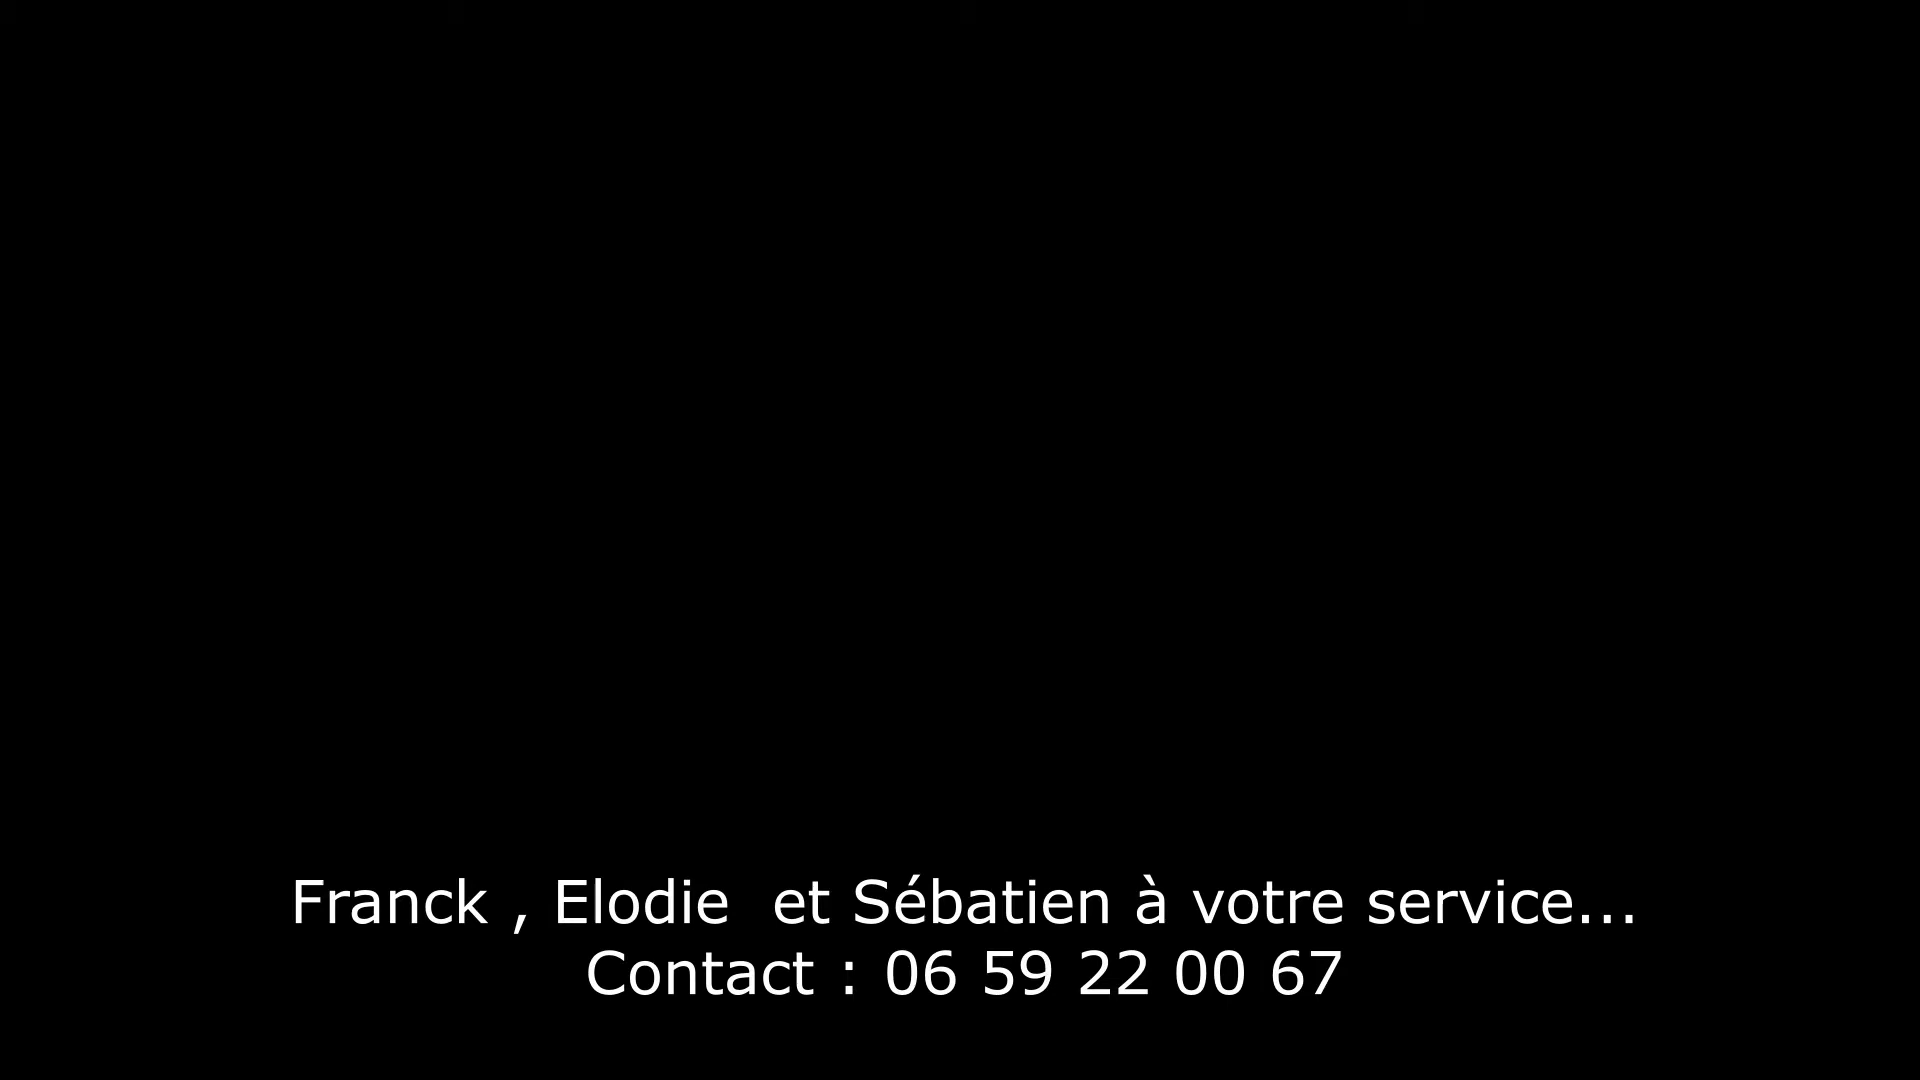 Franck , Elodie  et Sébatien à votre service...
Contact : 06 59 22 00 67